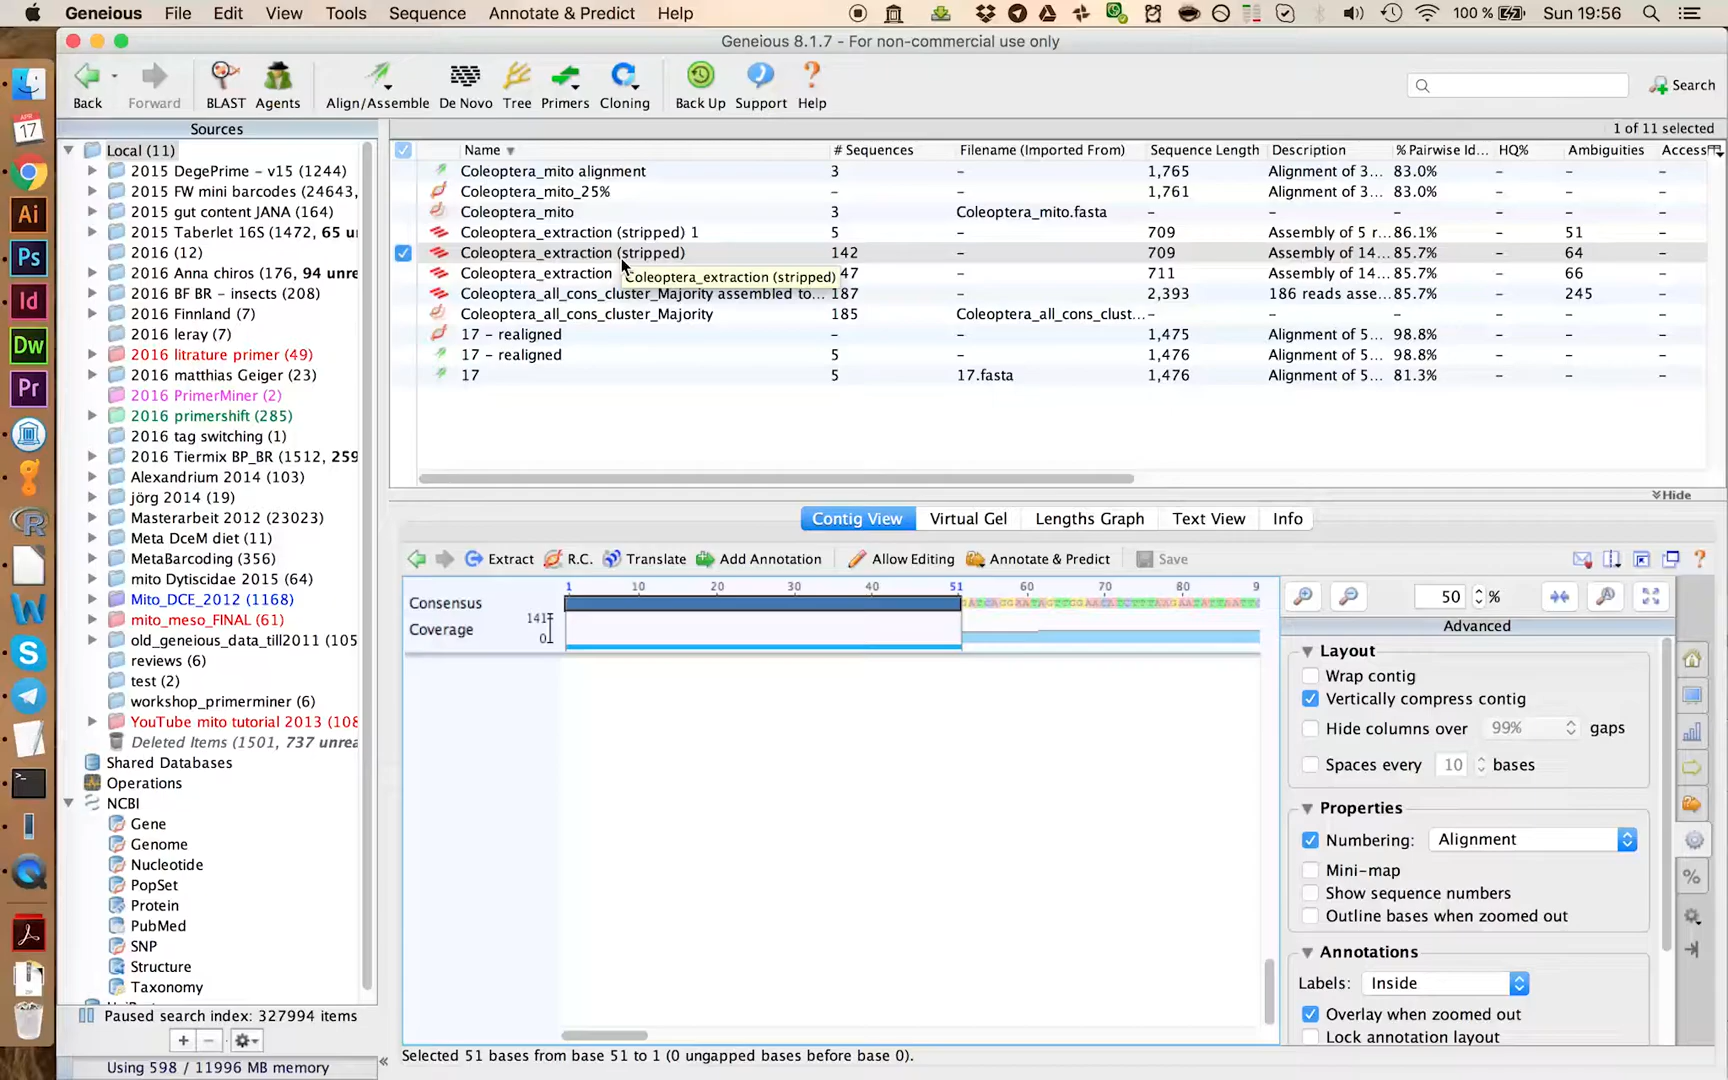 Geneious File Edit View Tools Sequence Annotate & Predict Help 100 % Sun 19:56
Geneious 8.1.7 - For non-commercial use only
Back Forward BLAST Agents Align/Assemble De Novo Tree Primers Cloning Back Up Support Help Search
Sources
1 of 11 selected
Name # Sequences Filename (Imported From) Sequence Length Description % Pairwise Id... HQ% Ambiguities Access
Coleoptera_mito alignment 3 - 1,765 Alignment of 3... 83.0% - - -
Coleoptera_mito_25% - - 1,761 Alignment of 3... 83.0% - - -
Coleoptera_mito 3 Coleoptera_mito.fasta - - - - - -
Coleoptera_extraction (stripped) 1 5 - 709 Assembly of 5 r... 86.1% - 51 -
Coleoptera_extraction (stripped) 142 - 709 Assembly of 14... 85.7% - 64 -
Coleoptera_extraction 47 - 711 Assembly of 14... 85.7% - 66 -
Coleoptera_extraction (stripped)
Coleoptera_all_cons_cluster_Majority assembled to... 187 - 2,393 186 reads asse... 85.7% - 245 -
Coleoptera_all_cons_cluster_Majority 185 Coleoptera_all_cons_clust... - - - - - -
17 - realigned - - 1,475 Alignment of 5... 98.8% - - -
17 - realigned 5 - 1,476 Alignment of 5... 98.8% - - -
17 5 17.fasta 1,476 Alignment of 5... 81.3% - - -
Local (11)
2015 DegePrime - v15 (1244)
2015 FW mini barcodes (24643,
2015 gut content JANA (164)
2015 Taberlet 16S (1472, 65 u
2016 (12)
2016 Anna chiros (176, 94 unre
2016 BF BR - insects (208)
2016 Finnland (7)
2016 leray (7)
2016 litrature primer (49)
2016 matthias Geiger (23)
2016 PrimerMiner (2)
2016 primershift (285)
2016 tag switching (1)
2016 Tiermix BP_BR (1512, 259
Alexandrium 2014 (103)
jörg 2014 (19)
Masterarbeit 2012 (23023)
Meta DceM diet (11)
MetaBarcoding (356)
mito Dytiscidae 2015 (64)
Mito_DCE_2012 (1168)
mito_meso_FINAL (61)
old_geneious_data_till2011 (105
reviews (6)
test (2)
workshop_primerminer (6)
YouTube mito tutorial 2013 (108
Deleted Items (1501, 737 unrea
Shared Databases
Operations
NCBI
Gene
Genome
Nucleotide
PopSet
Protein
PubMed
SNP
Structure
Taxonomy
Paused search index: 327994 items
Using 598 / 11996 MB memory
Hide
Contig View Virtual Gel Lengths Graph Text View Info
Extract R.C. Translate Add Annotation Allow Editing Annotate & Predict Save
1 10 20 30 40 51 60 70 80 9
Consensus
Coverage
141
0
50 %
Advanced
Layout
Wrap contig
Vertically compress contig
Hide columns over 99% gaps
Spaces every 10 bases
Properties
Numbering: Alignment
Mini-map
Show sequence numbers
Outline bases when zoomed out
Annotations
Labels: Inside
Overlay when zoomed out
Lock annotation layout
Selected 51 bases from base 51 to 1 (0 ungapped bases before base 0).
APR
17
Ai
Ps
Id
Dw
Pr
R
W
S